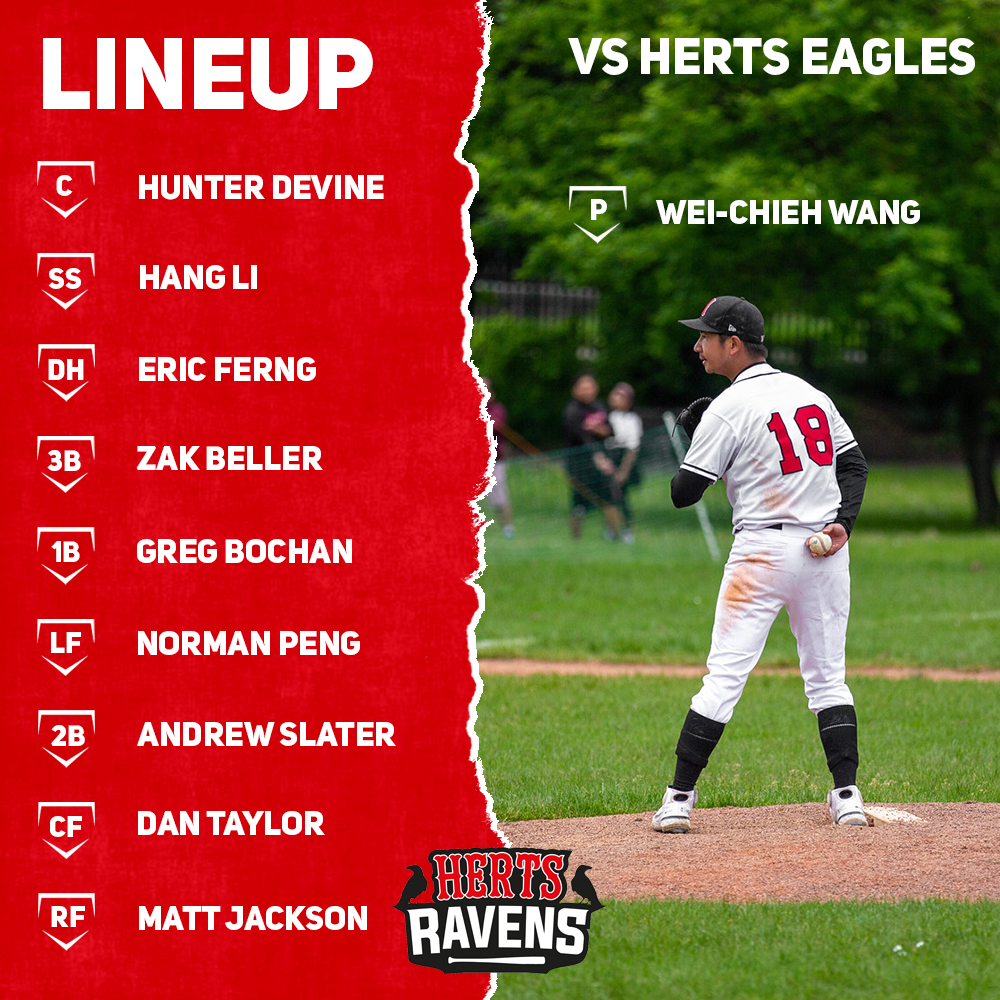 LINEUP
C HUNTER DEVINE
SS HANG LI
DH ERIC FERNG
3B ZAK BELLER
1B GREG BOCHAN
LF NORMAN PENG
2B ANDREW SLATER
CF DAN TAYLOR
RF MATT JACKSON
VS HERTS EAGLES
P WEI-CHIEH WANG
18
HERTS
RAVENS